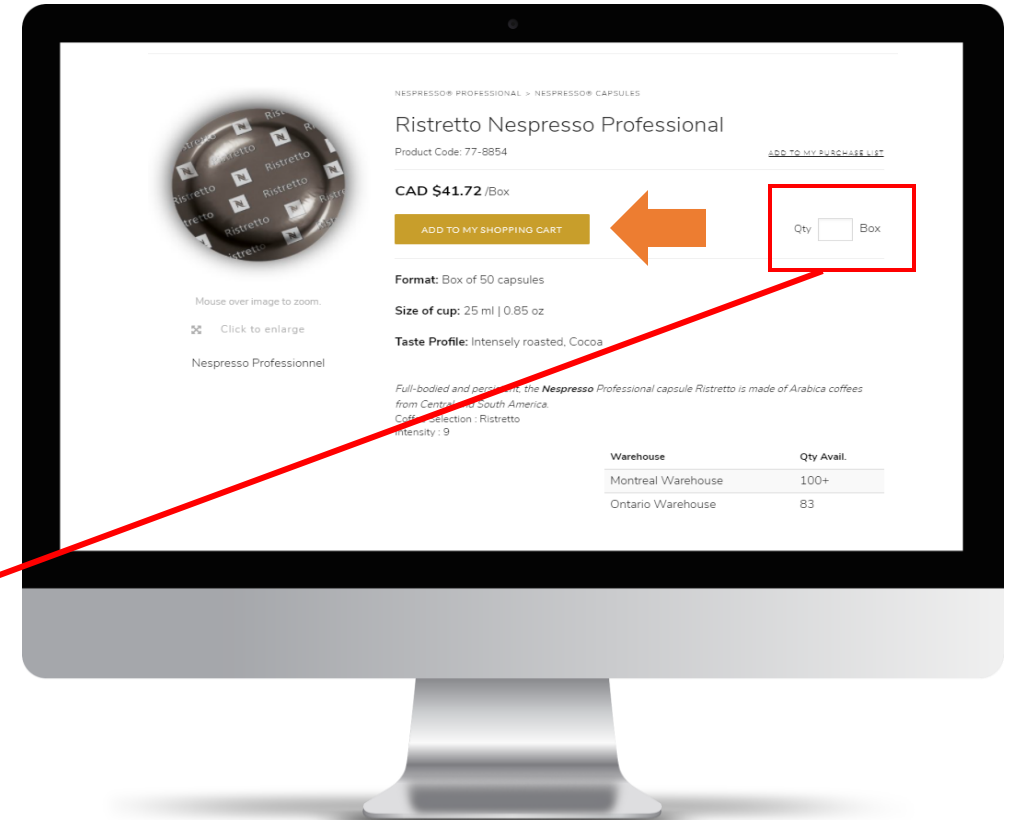 NESPRESSO® PROFESSIONAL > NESPRESSO® CAPSULES
Ristretto Nespresso Professional
Product Code: 77-8854
ADD TO MY PURCHASE LIST
CAD $41.72 /Box
ADD TO MY SHOPPING CART
Qty Box
Format: Box of 50 capsules
Size of cup: 25 ml | 0.85 oz
Taste Profile: Intensely roasted, Cocoa
Ristretto
Ristretto
Ristretto
Ristretto
Mouse over image to zoom.
Click to enlarge
Nespresso Professionnel
Full-bodied and persistent, the Nespresso Professional capsule Ristretto is made of Arabica coffees
from Central and South America.
Coffee Selection : Ristretto
Intensity : 9
Warehouse Qty Avail.
Montreal Warehouse 100+
Ontario Warehouse 83